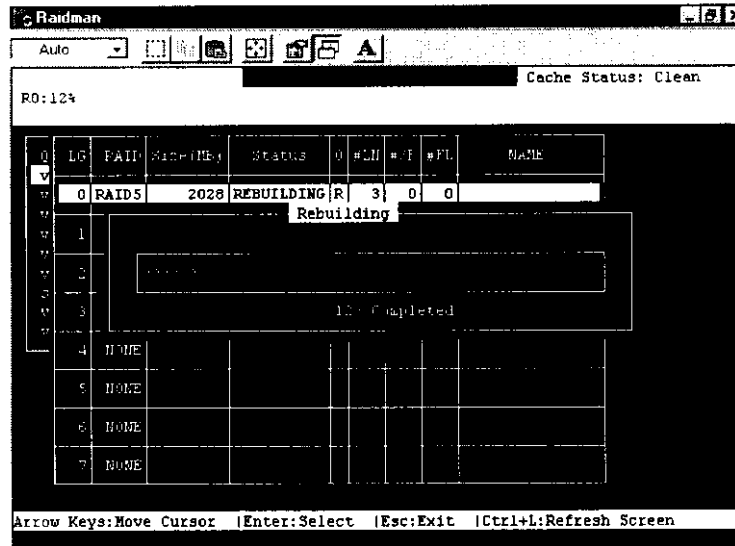 Raidman
Auto
A
Cache Status: Clean
R0:12%
Q LG RAID Size(MB) Status O #LN #SB #FL NAME
v 0 RAID5 2028 REBUILDING R 3 0 0
Rebuilding
v 1
v 2
v 3 12% Completed
4 NONE
5 NONE
6 NONE
7 NONE
Arrow Keys:Move Cursor |Enter:Select |Esc:Exit |Ctrl+L:Refresh Screen